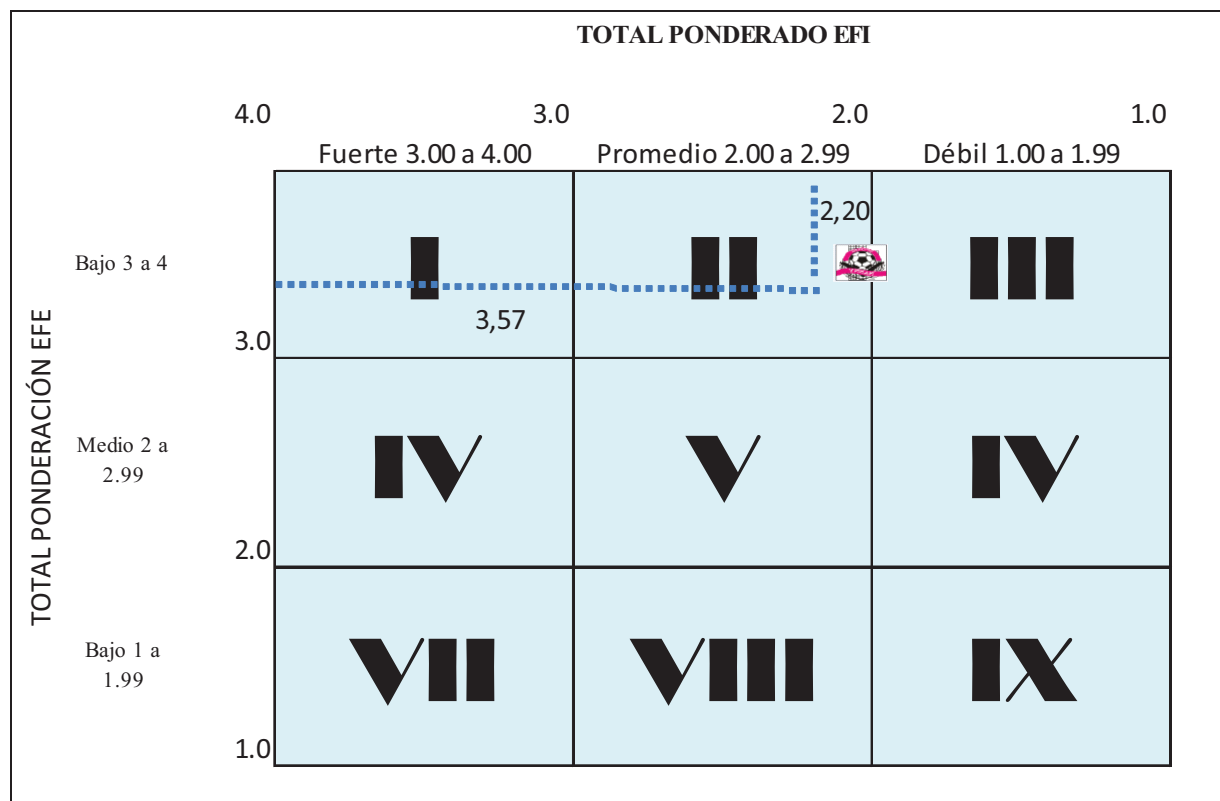 TOTAL PONDERADO EFI
4.0 3.0 2.0 1.0
Fuerte 3.00 a 4.00 Promedio 2.00 a 2.99 Débil 1.00 a 1.99
2,20
Bajo 3 a 4
I II III
3,57
3.0
TOTAL PONDERACIÓN EFE
Medio 2 a
2.99
IV V IV
2.0
Bajo 1 a
1.99
VII VIII IX
1.0